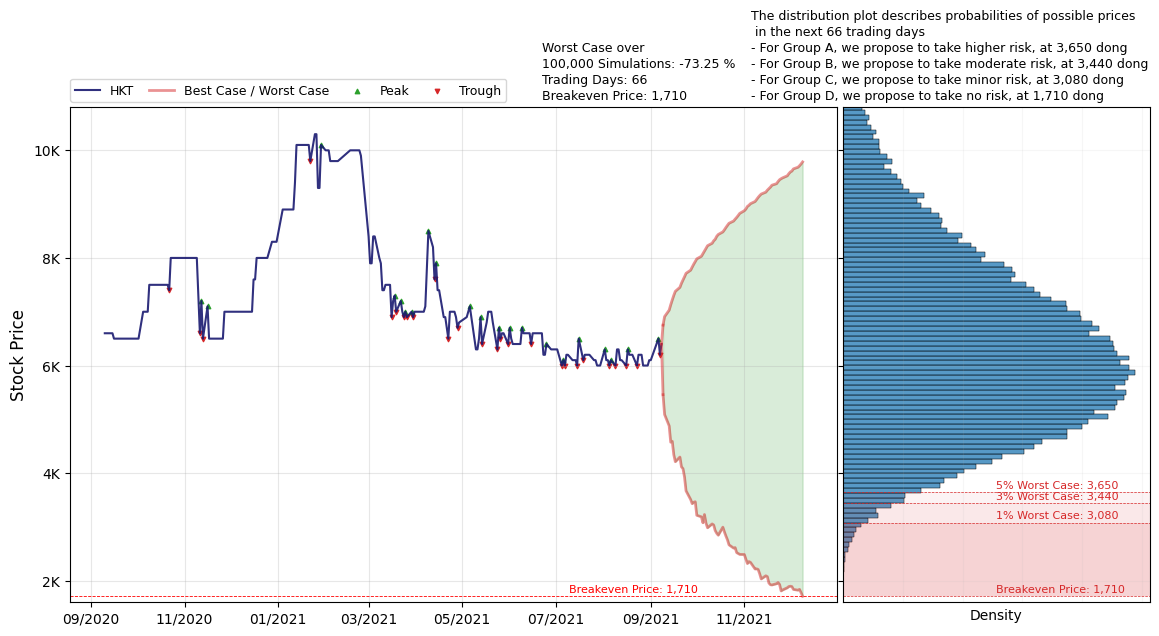 The distribution plot describes probabilities of possible prices
in the next 66 trading days
- For Group A, we propose to take higher risk, at 3,650 dong
- For Group B, we propose to take moderate risk, at 3,440 dong
- For Group C, we propose to take minor risk, at 3,080 dong
- For Group D, we propose to take no risk, at 1,710 dong
Worst Case over
100,000 Simulations: -73.25 %
Trading Days: 66
Breakeven Price: 1,710
HKT Best Case / Worst Case Peak Trough
Stock Price
10K
8K
6K
4K
2K
Breakeven Price: 1,710
09/2020 11/2020 01/2021 03/2021 05/2021 07/2021 09/2021 11/2021
5% Worst Case: 3,650
3% Worst Case: 3,440
1% Worst Case: 3,080
Breakeven Price: 1,710
Density